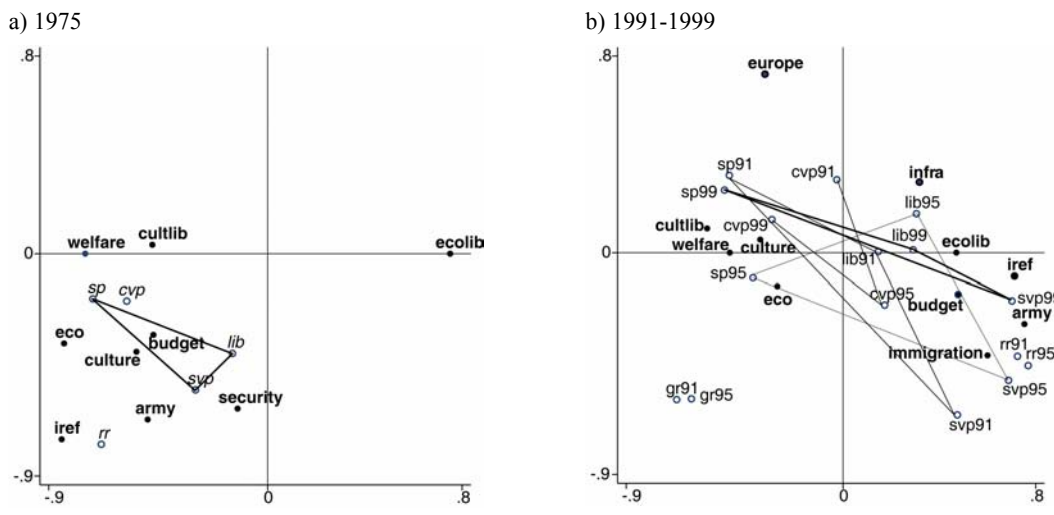 a) 1975
.8
welfare
cultlib
ecolib
0
sp
cvp
eco
budget
lib
culture
svp
army
security
iref
rr
-.9
-.9
0
.8
b) 1991-1999
.8
europe
sp91
cvp91
infra
sp99
lib95
cultlib
cvp99
lib99
0
welfare
culture
lib91
ecolib
iref
sp95
eco
cvp95
budget
svp99
army
immigration
rr91
rr95
gr91
gr95
svp95
svp91
-.9
-.9
0
.8